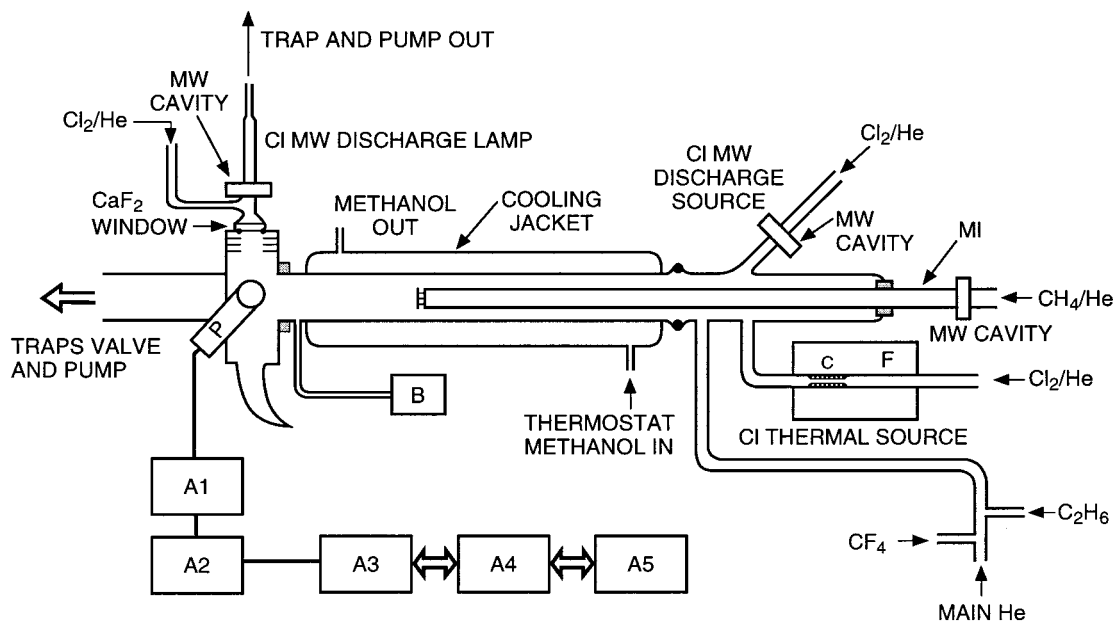 TRAP AND PUMP OUT
MW
CAVITY
Cl2/He
Cl MW DISCHARGE LAMP
CaF2
WINDOW
METHANOL
OUT
COOLING
JACKET
Cl MW
DISCHARGE
SOURCE
Cl2/He
MW
CAVITY
MI
CH4/He
MW CAVITY
P
TRAPS VALVE
AND PUMP
B
THERMOSTAT
METHANOL IN
C
F
Cl2/He
Cl THERMAL SOURCE
A1
A2
A3
A4
A5
C2H6
CF4
MAIN He